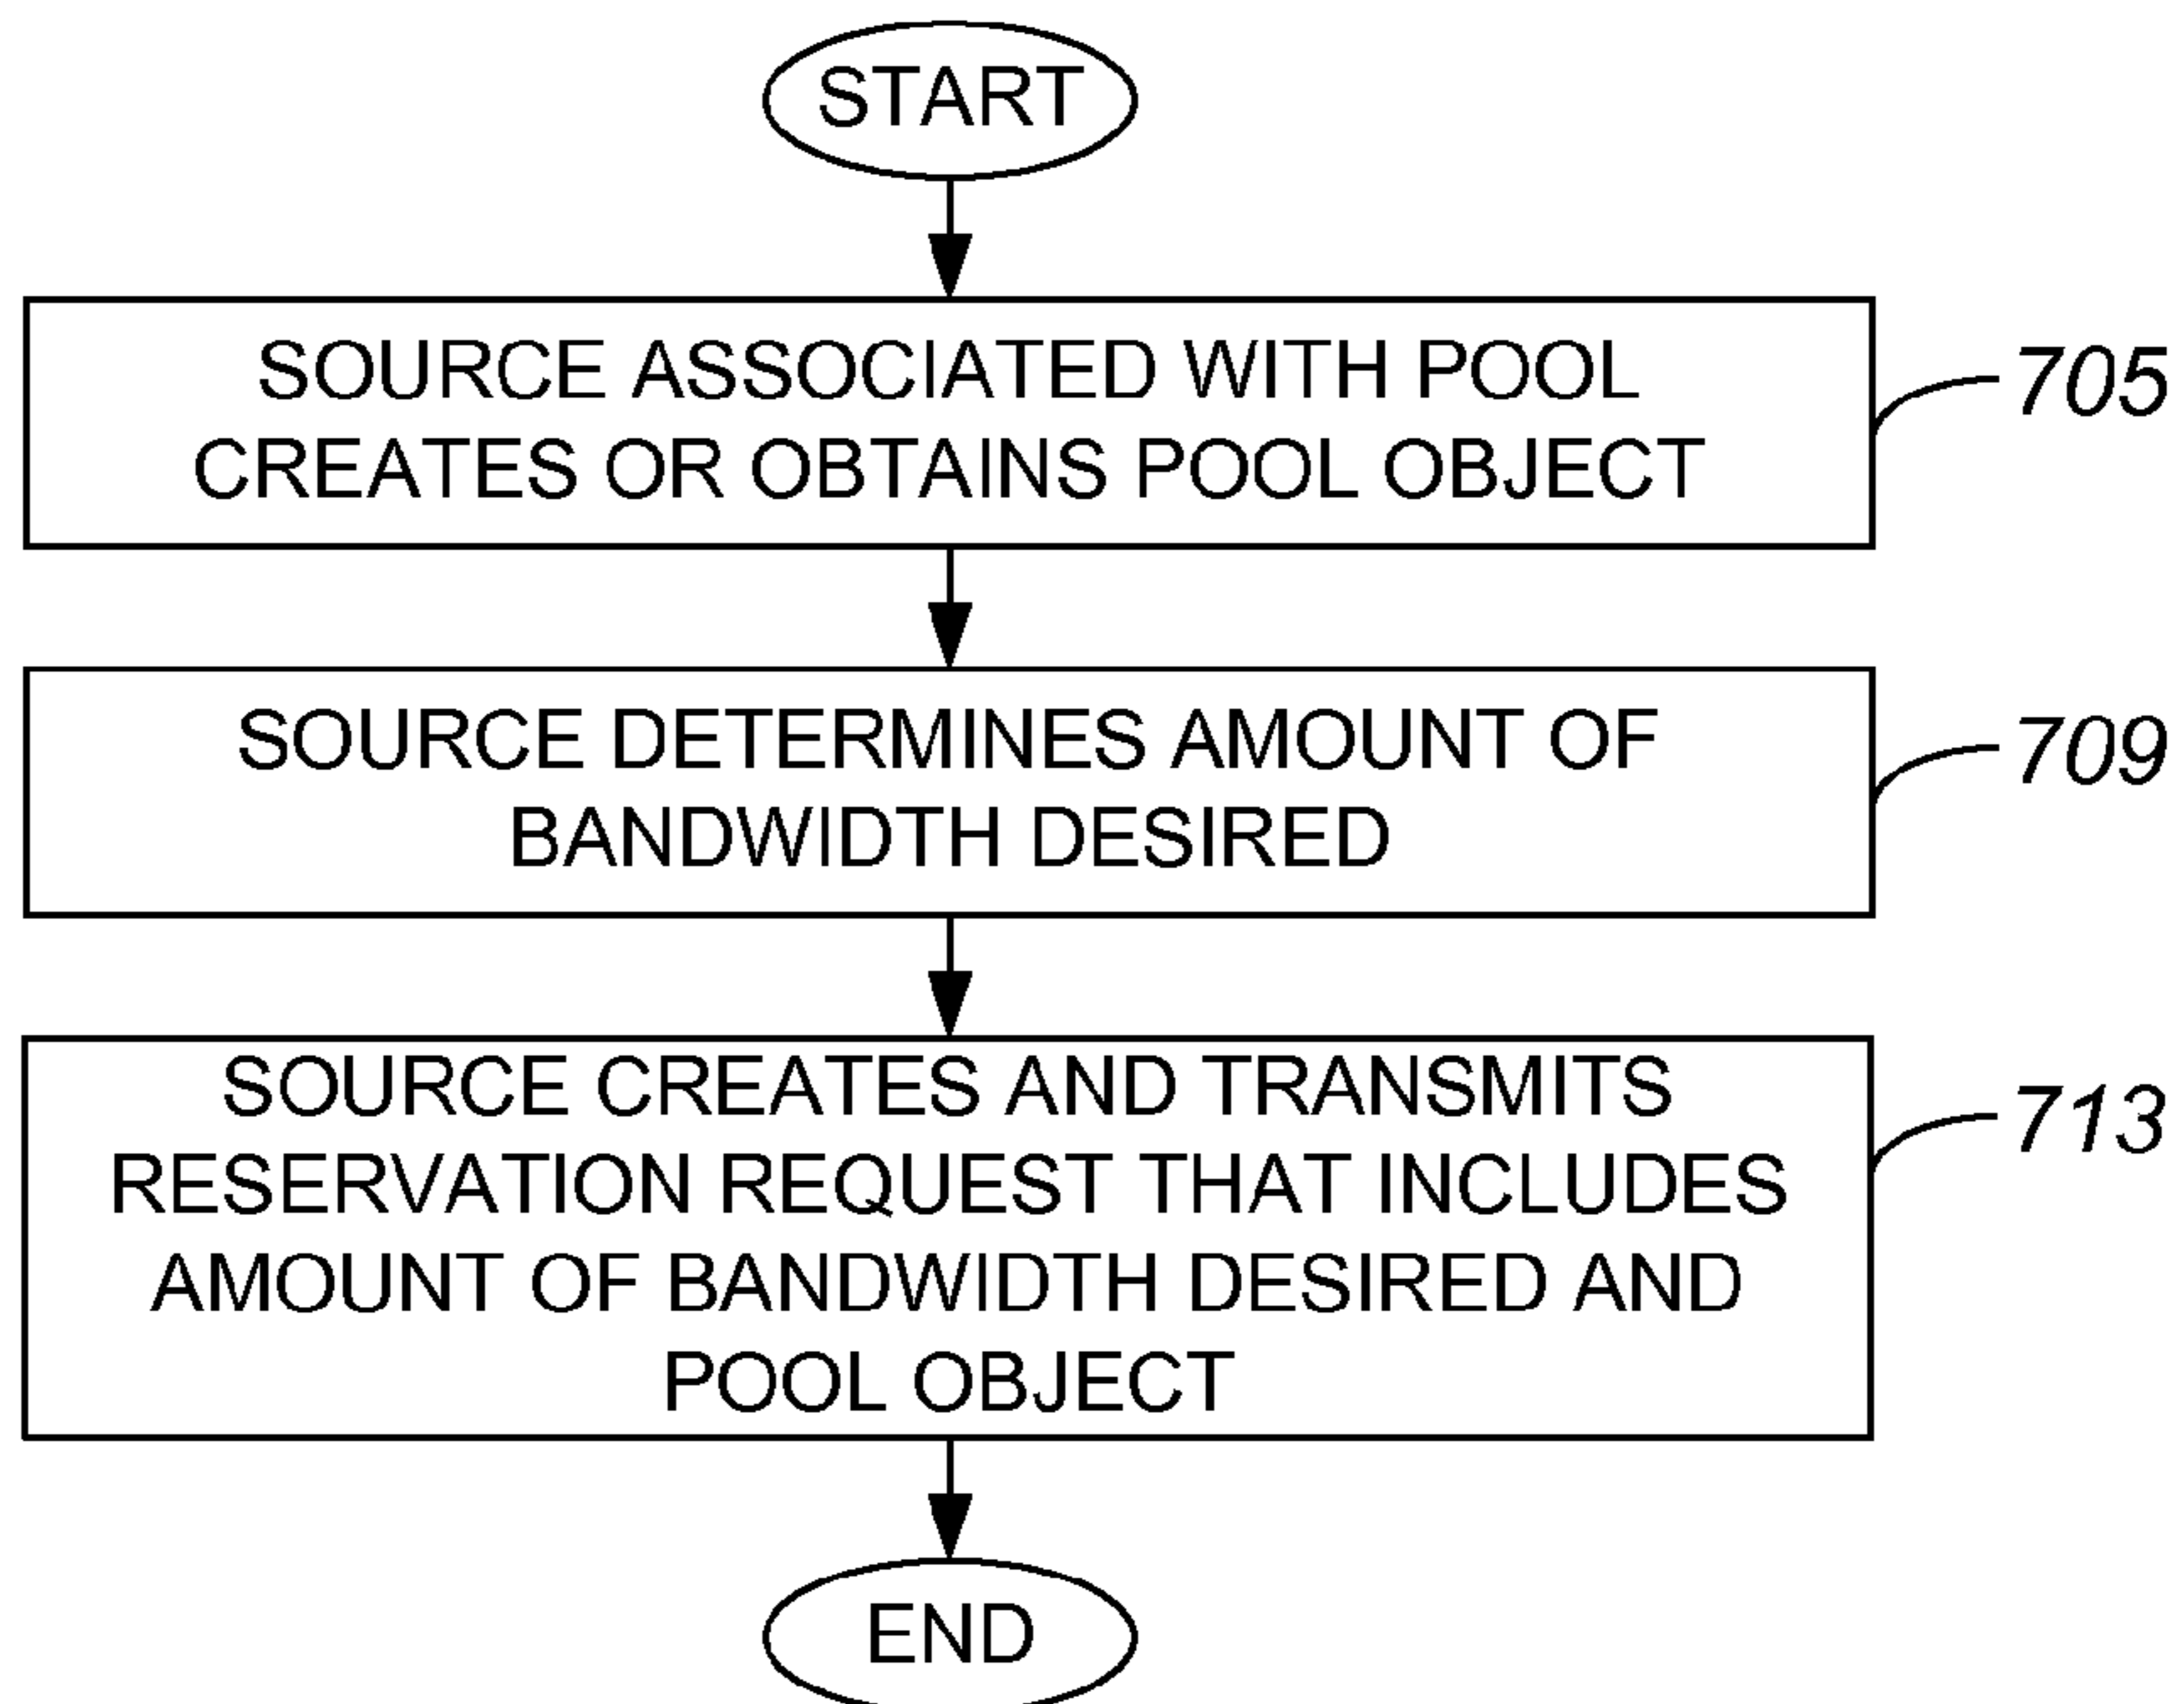 START
SOURCE ASSOCIATED WITH POOL
CREATES OR OBTAINS POOL OBJECT
705
SOURCE DETERMINES AMOUNT OF
BANDWIDTH DESIRED
709
SOURCE CREATES AND TRANSMITS
RESERVATION REQUEST THAT INCLUDES
AMOUNT OF BANDWIDTH DESIRED AND
POOL OBJECT
713
END